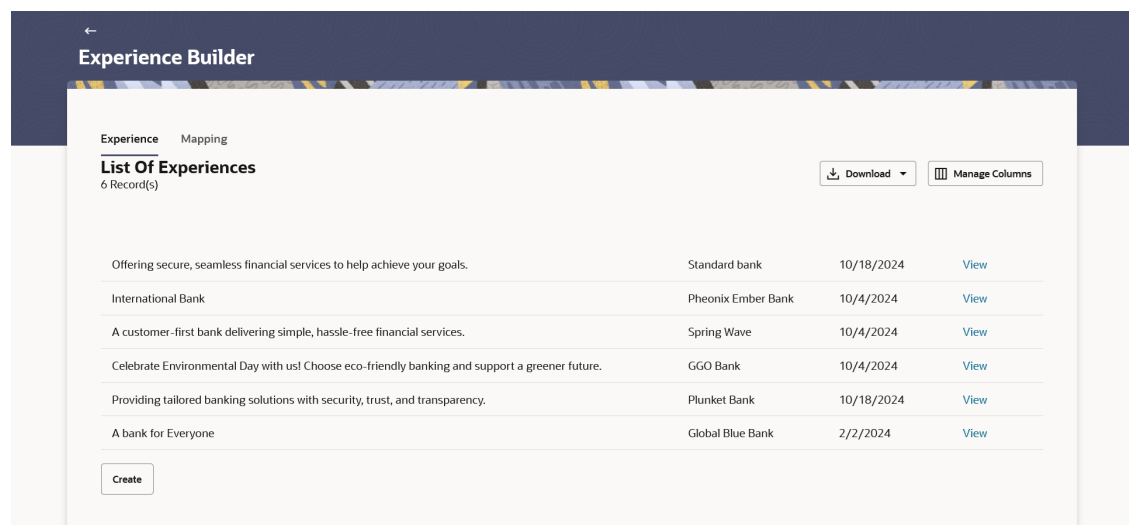 Experience Builder
Experience Mapping
List Of Experiences
6 Record(s)
Download Manage Columns
Offering secure, seamless financial services to help achieve your goals. Standard bank 10/18/2024 View
International Bank Pheonix Ember Bank 10/4/2024 View
A customer-first bank delivering simple, hassle-free financial services. Spring Wave 10/4/2024 View
Celebrate Environmental Day with us! Choose eco-friendly banking and support a greener future. GGO Bank 10/4/2024 View
Providing tailored banking solutions with security, trust, and transparency. Plunket Bank 10/18/2024 View
A bank for Everyone Global Blue Bank 2/2/2024 View
Create